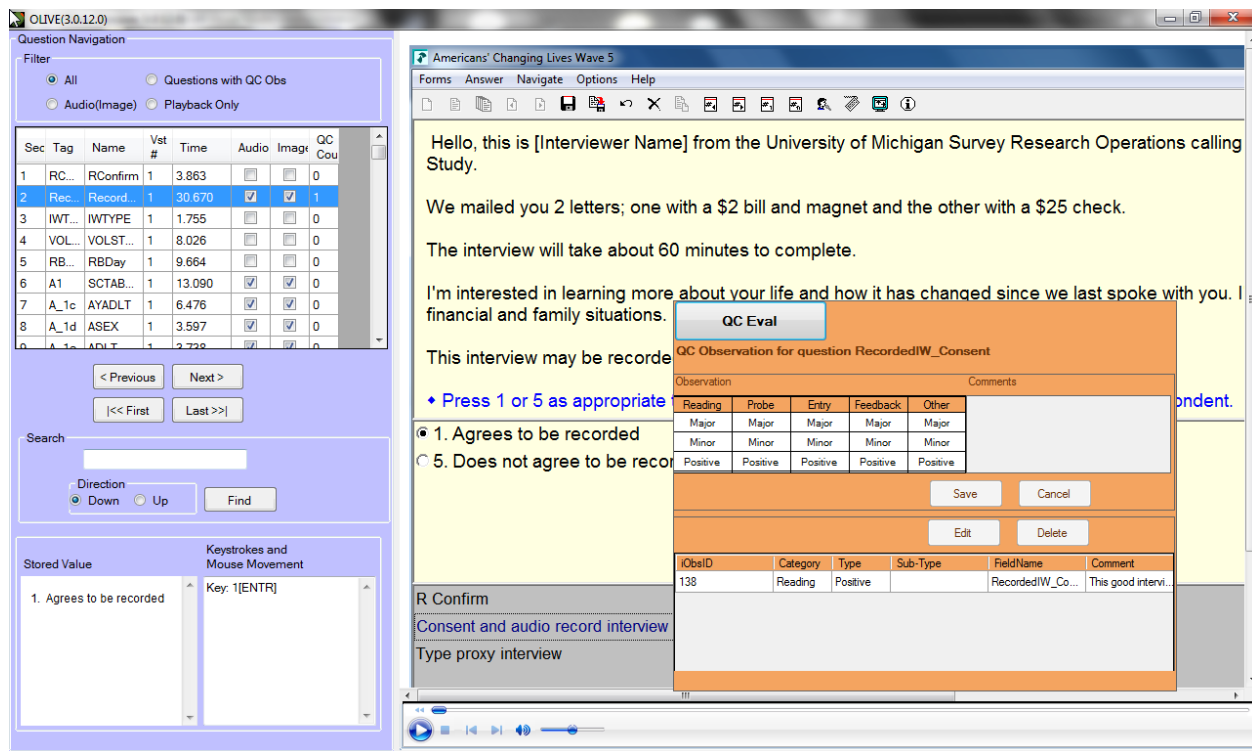 OLIVE(3.0.12.0)
Question Navigation
Filter
All
Questions with QC Obs
Audio(Image)
Playback Only
Sec Tag Name Vst # Time Audio Image QC Cou
1 RC... RConfirm 1 3.863 0
2 Rec... Record... 1 30.670 1
3 IWT... IWTYPE 1 1.755 0
4 VOL... VOLST... 1 8.026 0
5 RB... RBDay 1 9.664 0
6 A1 SCTAB... 1 13.090 0
7 A_1c AYADLT 1 6.476 0
8 A_1d ASEX 1 3.597 0
9 A_1e ADLT 1 3.738 0
< Previous Next >
|<< First Last >>|
Search
Direction
Down Up
Find
Stored Value
Keystrokes and
Mouse Movement
1. Agrees to be recorded
Key: 1[ENTR]
Americans' Changing Lives Wave 5
Forms Answer Navigate Options Help
Hello, this is [Interviewer Name] from the University of Michigan Survey Research Operations calling
Study.
We mailed you 2 letters; one with a $2 bill and magnet and the other with a $25 check.
The interview will take about 60 minutes to complete.
I'm interested in learning more about your life and how it has changed since we last spoke with you. I
financial and family situations.
This interview may be recorde
• Press 1 or 5 as appropriate
ondent.
1. Agrees to be recorded
5. Does not agree to be recor
R Confirm
Consent and audio record interview
Type proxy interview
QC Eval
QC Observation for question RecordedIW_Consent
Observation
Comments
Reading Probe Entry Feedback Other
Major Major Major Major Major
Minor Minor Minor Minor Minor
Positive Positive Positive Positive Positive
Save Cancel
Edit Delete
iObsID Category Type Sub-Type FieldName Comment
138 Reading Positive RecordedIW_Co... This good intervi...